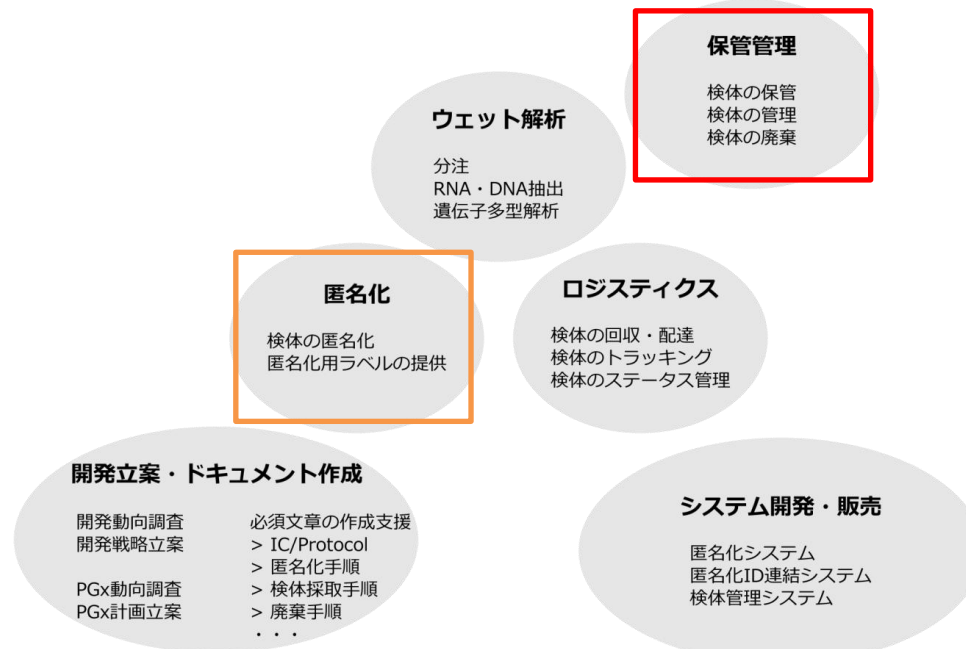 保管管理
検体の保管
検体の管理
検体の廃棄
ウェット解析
分注
RNA・DNA抽出
遺伝子多型解析
匿名化
検体の匿名化
匿名化用ラベルの提供
ロジスティクス
検体の回収・配達
検体のトラッキング
検体のステータス管理
開発立案・ドキュメント作成
開発動向調査
開発戦略立案
PGx動向調査
PGx計画立案
必須文章の作成支援
> IC/Protocol
> 匿名化手順
> 検体採取手順
> 廃棄手順
・・・
システム開発・販売
匿名化システム
匿名化ID連結システム
検体管理システム